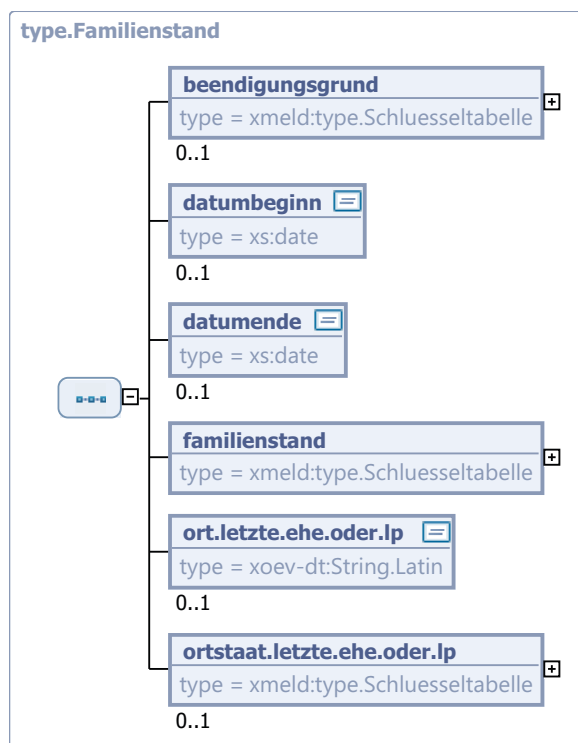 type.Familienstand
beendigungsgrund
type = xmeld:type.Schluesseltabelle
0..1
datumbeginn
type = xs:date
0..1
datumende
type = xs:date
0..1
familienstand
type = xmeld:type.Schluesseltabelle
ort.letzte.ehe.oder.lp
type = xoev-dt:String.Latin
0..1
ortstaat.letzte.ehe.oder.lp
type = xmeld:type.Schluesseltabelle
0..1